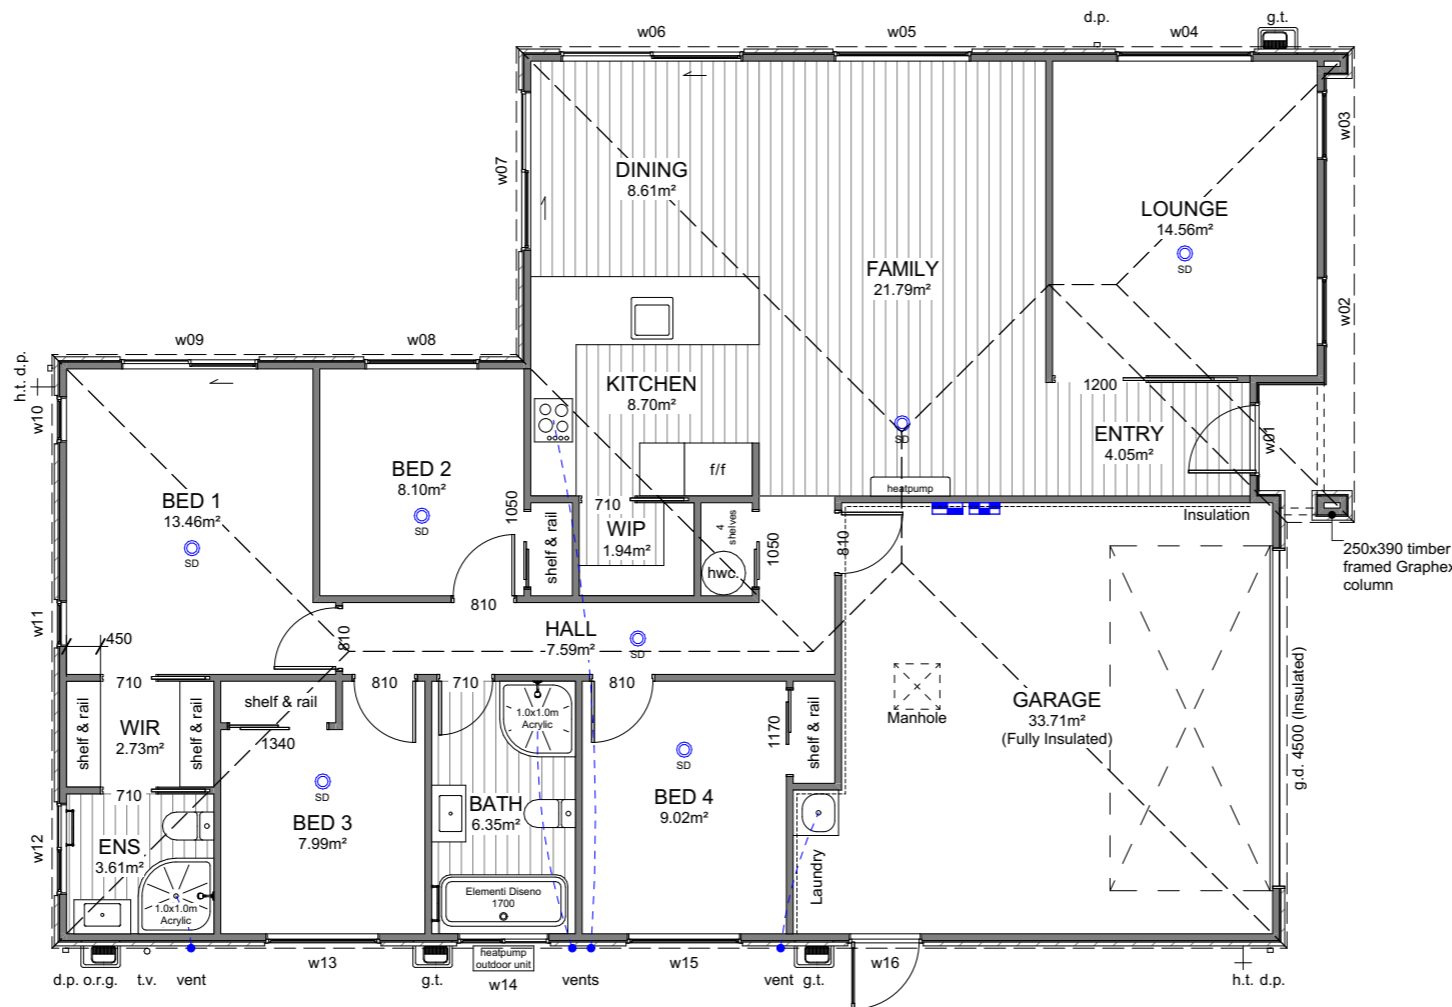 w06
w05
d.p.
w04
g.t.
w07
DINING
8.61m²
FAMILY
21.79m²
LOUNGE
14.56m²
SD
w03
w02
w09
w08
h.t. d.p.
w10
KITCHEN
8.70m²
f/f
1200
ENTRY
4.05m²
w01
SD
heatpump
BED 1
13.46m²
SD
BED 2
8.10m²
SD
1050
shelf & rail
710
WIP
1.94m²
4
shelves
hwc.
1050
810
Insulation
250x390 timber
framed Graphex
column
w11
450
810
810
HALL
7.59m²
SD
710
810
710
810
shelf & rail
WIR
2.73m²
shelf & rail
shelf & rail
1340
1.0x1.0m
Acrylic
1170
shelf & rail
Manhole
GARAGE
33.71m²
(Fully Insulated)
g.d. 4500 (Insulated)
710
SD
BED 3
7.99m²
BATH
6.35m²
SD
BED 4
9.02m²
w12
ENS
3.61m²
1.0x1.0m
Acrylic
Elementi Diseno
1700
Laundry
d.p.
o.r.g.
t.v.
vent
w13
g.t.
heatpump
outdoor unit
w14
vents
w15
vent
g.t.
w16
h.t.
d.p.